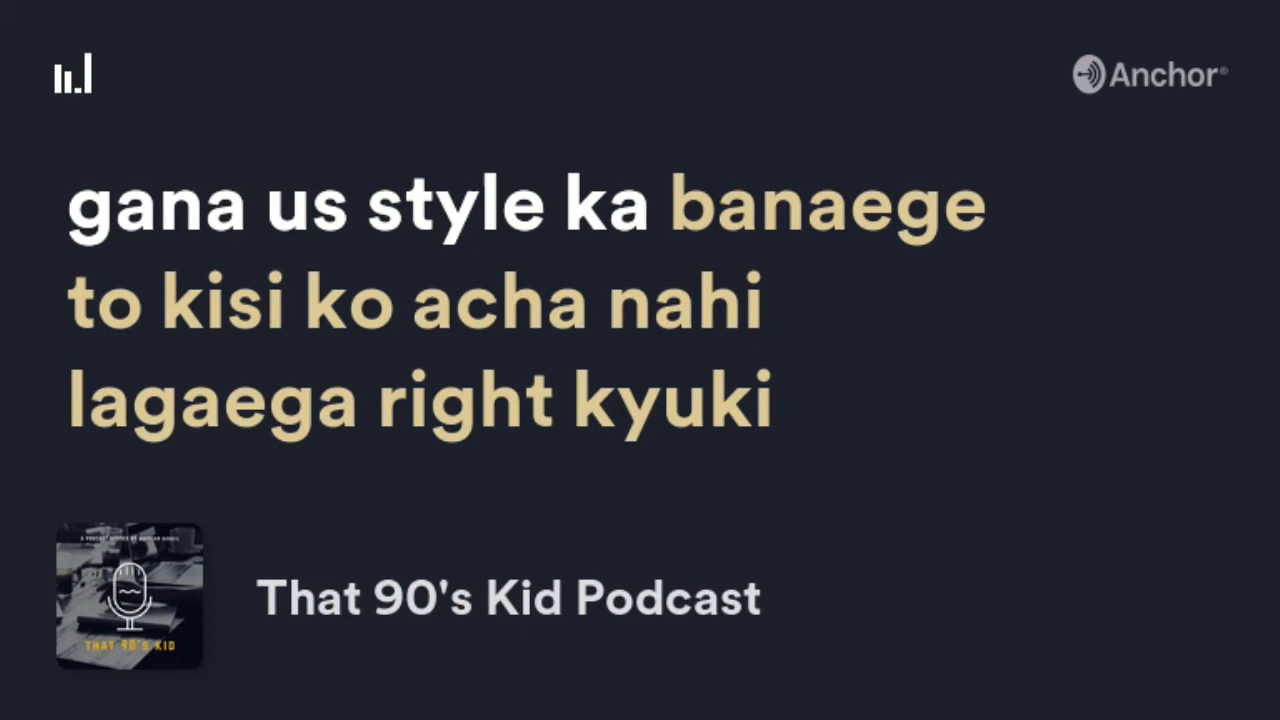 Anchor®
gana us style ka banaege
to kisi ko acha nahi
lagaega right kyuki
THAT 90'S KID
That 90's Kid Podcast